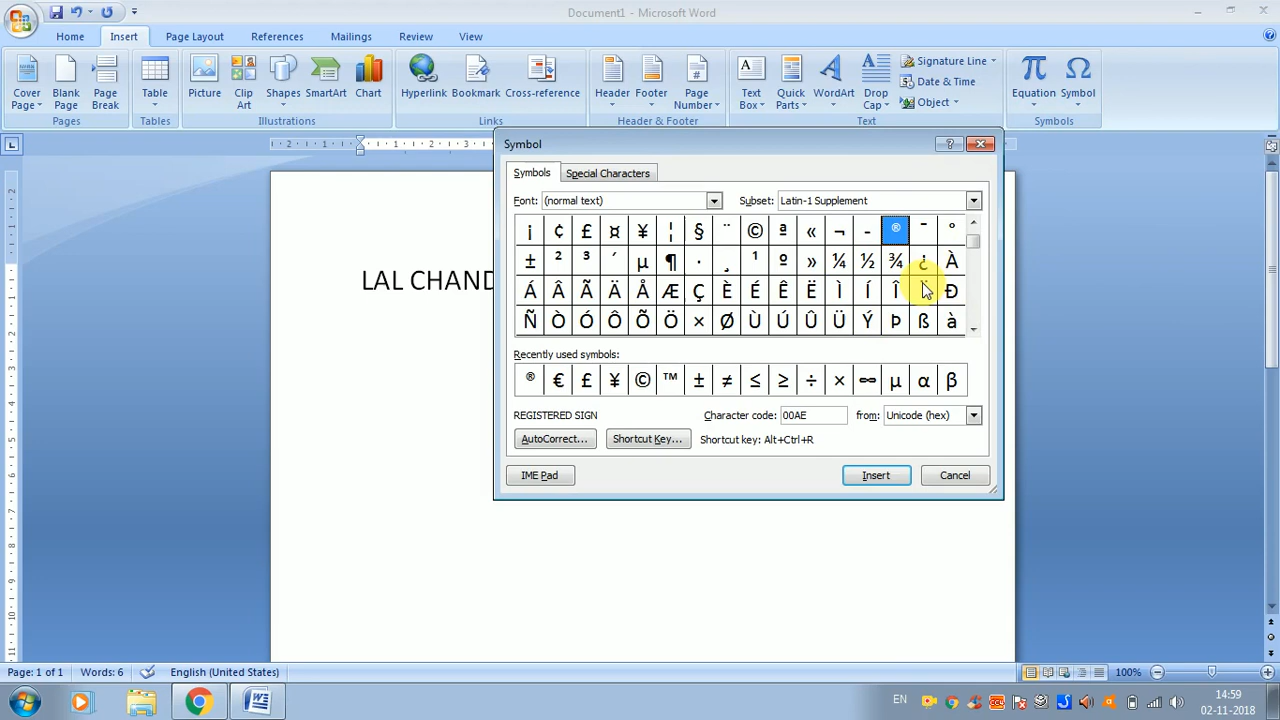 Document1 - Microsoft Word
Home Insert Page Layout References Mailings Review View
Cover Page Blank Page Page Break Table Picture Clip Art Shapes SmartArt Chart Hyperlink Bookmark Cross-reference Header Footer Page Number Text Box Quick Parts WordArt Drop Cap Signature Line Date & Time Object Equation Symbol
Pages Tables Illustrations Links Header & Footer Text Symbols
Symbol
Symbols Special Characters
Font: (normal text) Subset: Latin-1 Supplement
¡ ¢ £ ¤ ¥ ¦ § ¨ © ª « ¬ - ® ¯ °
± ² ³ ´ µ ¶ · ¸ ¹ º » ¼ ½ ¾ ¿ À
Á Â Ã Ä Å Æ Ç È É Ê Ë Ì Í Î Ï Ð
Ñ Ò Ó Ô Õ Ö × Ø Ù Ú Û Ü Ý Þ ß à
LAL CHAND
Recently used symbols:
® € £ ¥ © ™ ± ≠ ≤ ≥ ÷ × ∞ µ α β
REGISTERED SIGN Character code: 00AE from: Unicode (hex)
AutoCorrect... Shortcut Key... Shortcut key: Alt+Ctrl+R
IME Pad Insert Cancel
Page: 1 of 1 Words: 6 English (United States) 100%
EN 14:59
02-11-2018